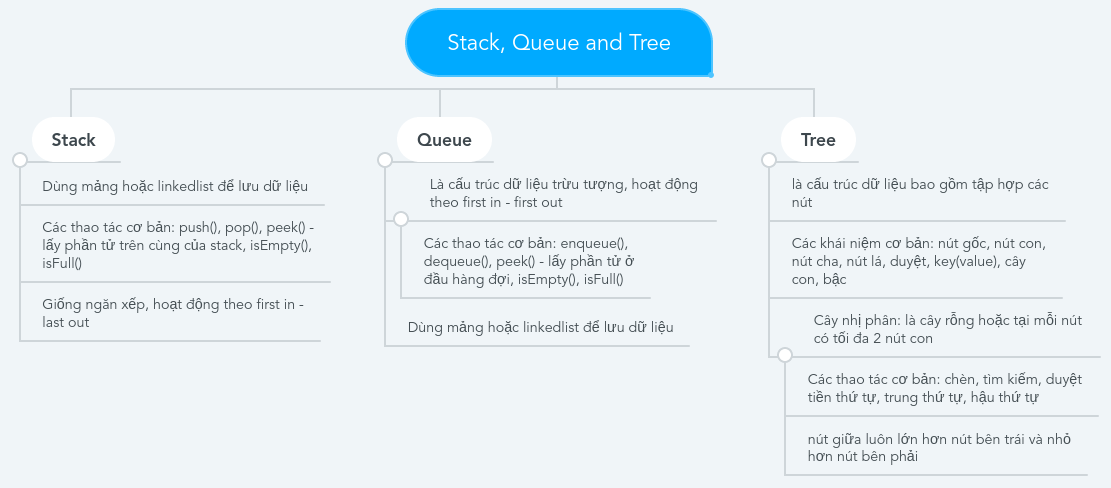 Stack, Queue and Tree
Stack
Dùng mảng hoặc linkedlist để lưu dữ liệu
Các thao tác cơ bản: push(), pop(), peek() -
lấy phần tử trên cùng của stack, isEmpty(),
isFull()
Giống ngăn xếp, hoạt động theo first in -
last out
Queue
Là cấu trúc dữ liệu trừu tượng, hoạt động
theo first in - first out
Các thao tác cơ bản: enqueue(),
dequeue(), peek() - lấy phần tử ở
đầu hàng đợi, isEmpty(), isFull()
Dùng mảng hoặc linkedlist để lưu dữ liệu
Tree
là cấu trúc dữ liệu bao gồm tập hợp các
nút
Các khái niệm cơ bản: nút gốc, nút con,
nút cha, nút lá, duyệt, key(value), cây
con, bậc
Cây nhị phân: là cây rỗng hoặc tại mỗi nút
có tối đa 2 nút con
Các thao tác cơ bản: chèn, tìm kiếm, duyệt
tiền thứ tự, trung thứ tự, hậu thứ tự
nút giữa luôn lớn hơn nút bên trái và nhỏ
hơn nút bên phải